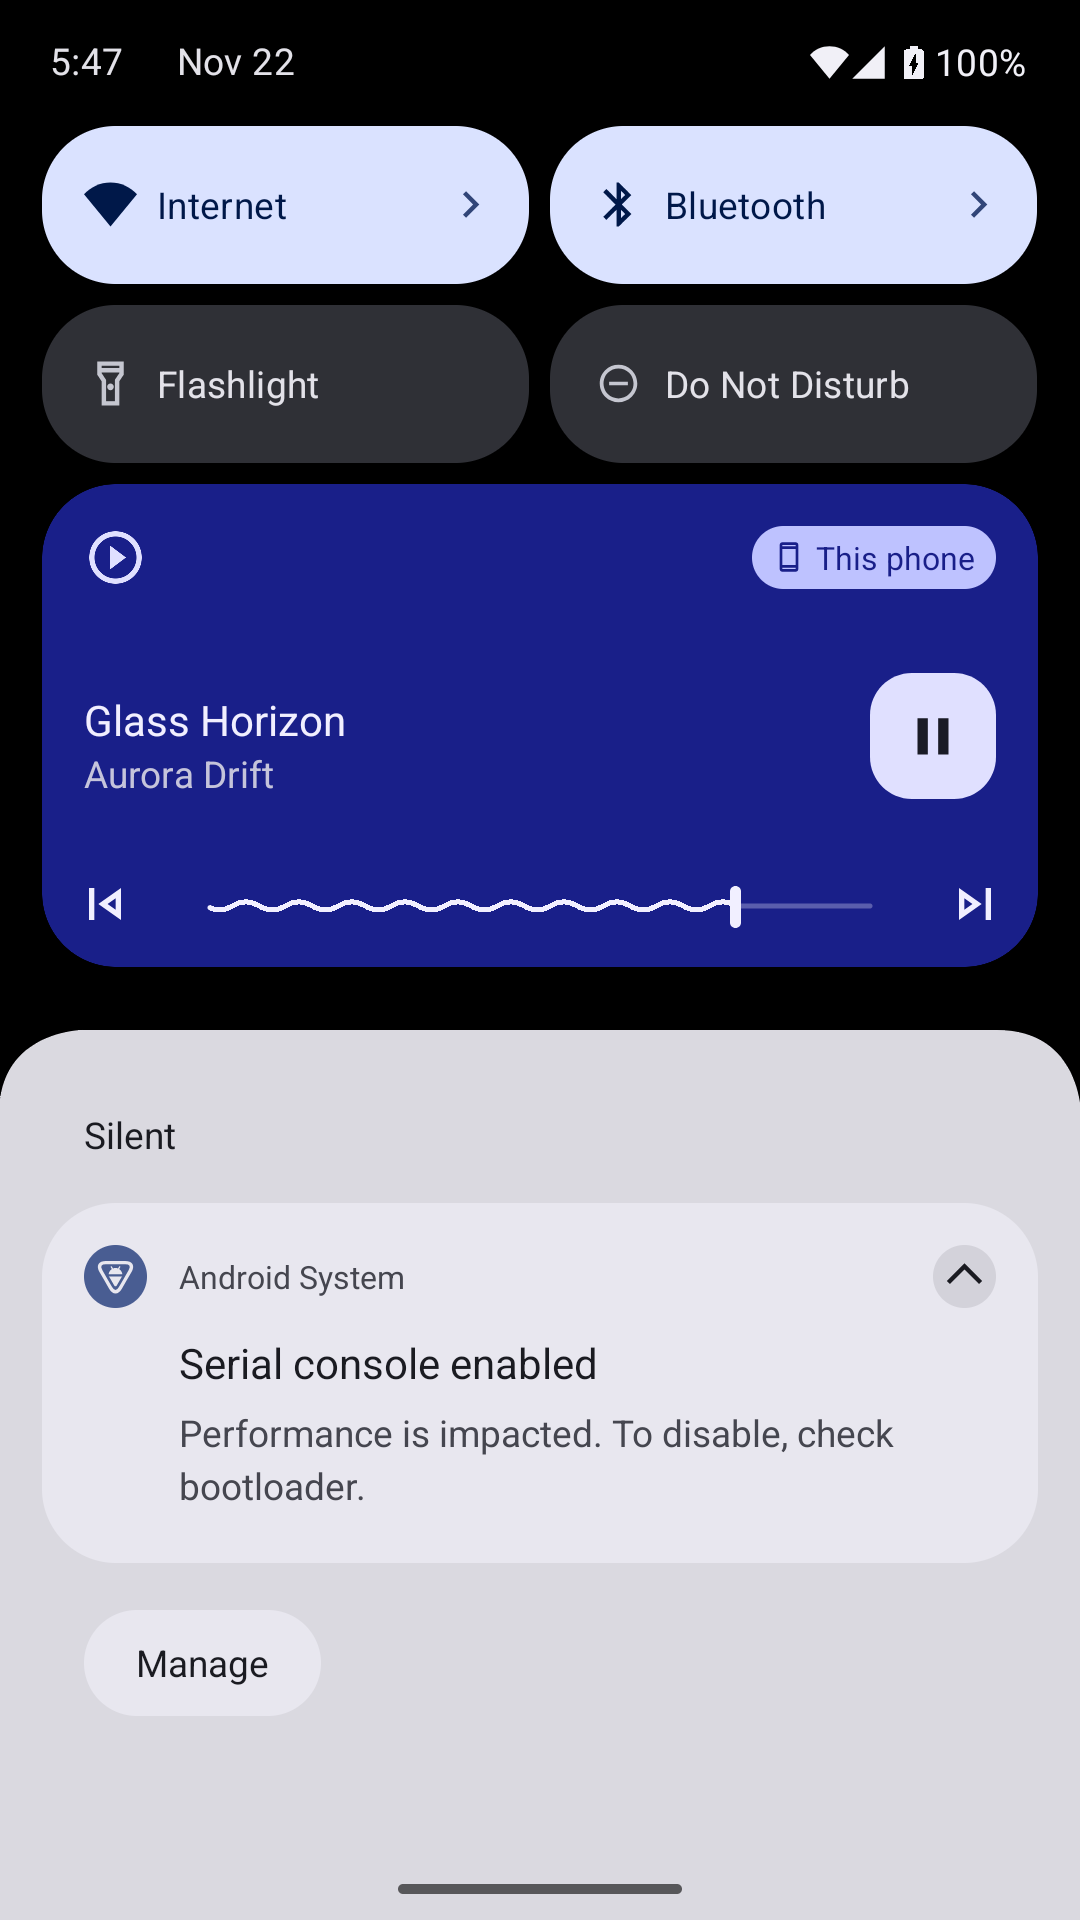 5:47 Nov 22 100%
Internet Bluetooth
Flashlight Do Not Disturb
This phone
Glass Horizon
Aurora Drift
Silent
Android System
Serial console enabled
Performance is impacted. To disable, check
bootloader.
Manage